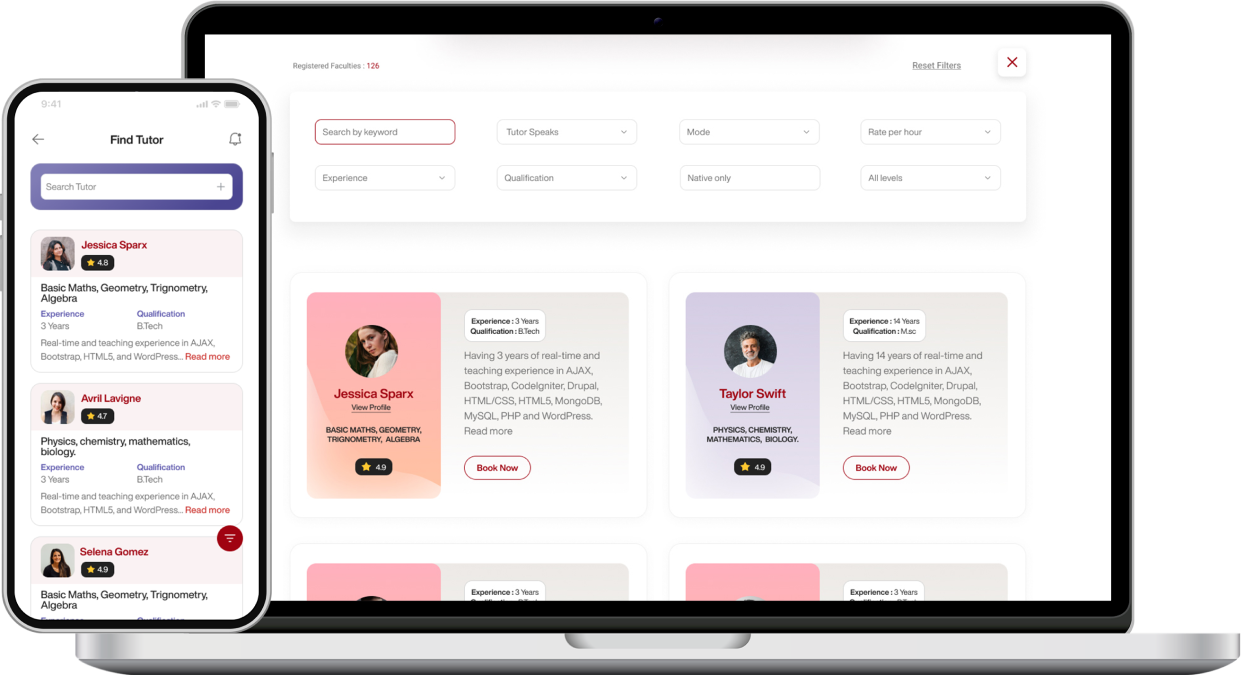 9:41
Find Tutor
Search Tutor
Jessica Sparx
4.8
Basic Maths, Geometry, Trignometry,
Algebra
Experience Qualification
3 Years B.Tech
Real-time and teaching experience in AJAX,
Bootstrap, HTML5, and WordPress... Read more
Avril Lavigne
4.7
Physics, chemistry, mathematics,
biology.
Experience Qualification
3 Years B.Tech
Real-time and teaching experience in AJAX,
Bootstrap, HTML5, and WordPress... Read more
Selena Gomez
4.9
Basic Maths, Geometry, Trignometry,
Algebra
Experience Qualification
Registered Faculties : 126
Reset Filters
Search by keyword
Tutor Speaks
Mode
Rate per hour
Experience
Qualification
Native only
All levels
Jessica Sparx
View Profile
BASIC MATHS, GEOMETRY,
TRIGNOMETRY, ALGEBRA
4.9
Experience : 3 Years
Qualification : B.Tech
Having 3 years of real-time and
teaching experience in AJAX,
Bootstrap, CodeIgniter, Drupal,
HTML/CSS, HTML5, MongoDB,
MySQL, PHP and WordPress.
Read more
Book Now
Taylor Swift
View Profile
PHYSICS, CHEMISTRY,
MATHEMATICS, BIOLOGY.
4.9
Experience : 14 Years
Qualification : M.sc
Having 14 years of real-time and
teaching experience in AJAX,
Bootstrap, CodeIgniter, Drupal,
HTML/CSS, HTML5, MongoDB,
MySQL, PHP and WordPress.
Read more
Book Now
Experience : 3 Years
Experience : 3 Years